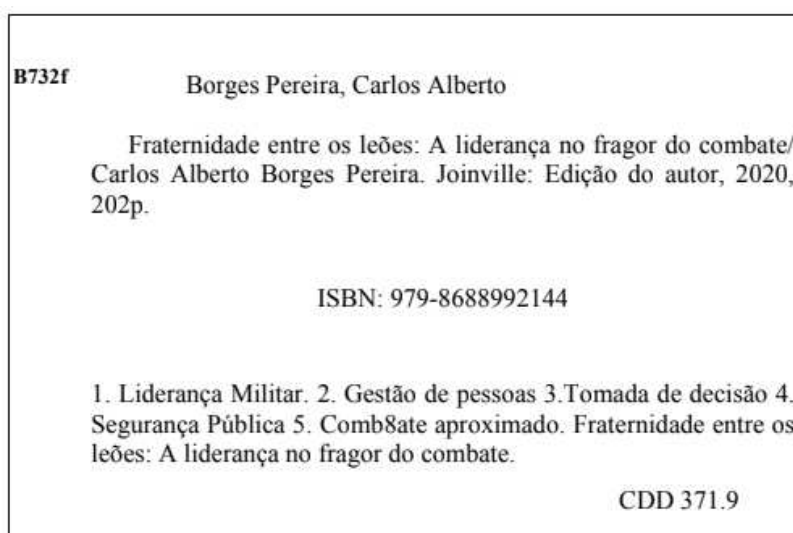 B732f
Borges Pereira, Carlos Alberto
Fraternidade entre os leões: A liderança no fragor do combate/
Carlos Alberto Borges Pereira. Joinville: Edição do autor, 2020,
202p.
ISBN: 979-8688992144
1. Liderança Militar. 2. Gestão de pessoas 3.Tomada de decisão 4.
Segurança Pública 5. Comb8ate aproximado. Fraternidade entre os
leões: A liderança no fragor do combate.
CDD 371.9